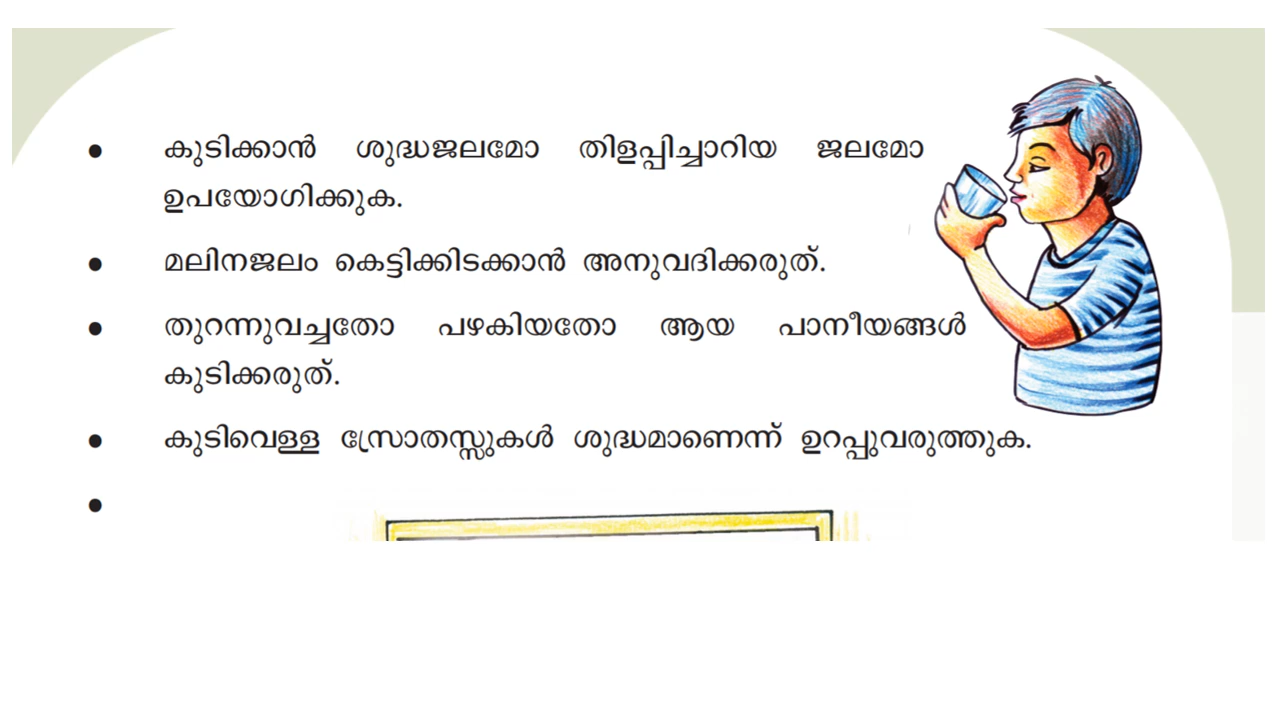 ● കുടിക്കാൻ ശുദ്ധജലമോ തിളപ്പിച്ചാറിയ ജലമോ
ഉപയോഗിക്കുക.
● മലിനജലം കെട്ടിക്കിടക്കാൻ അനുവദിക്കരുത്.
● തുറന്നുവച്ചതോ പഴകിയതോ ആയ പാനീയങ്ങൾ
കുടിക്കരുത്.
● കുടിവെള്ള സ്രോതസ്സുകൾ ശുദ്ധമാണെന്ന് ഉറപ്പുവരുത്തുക.
●